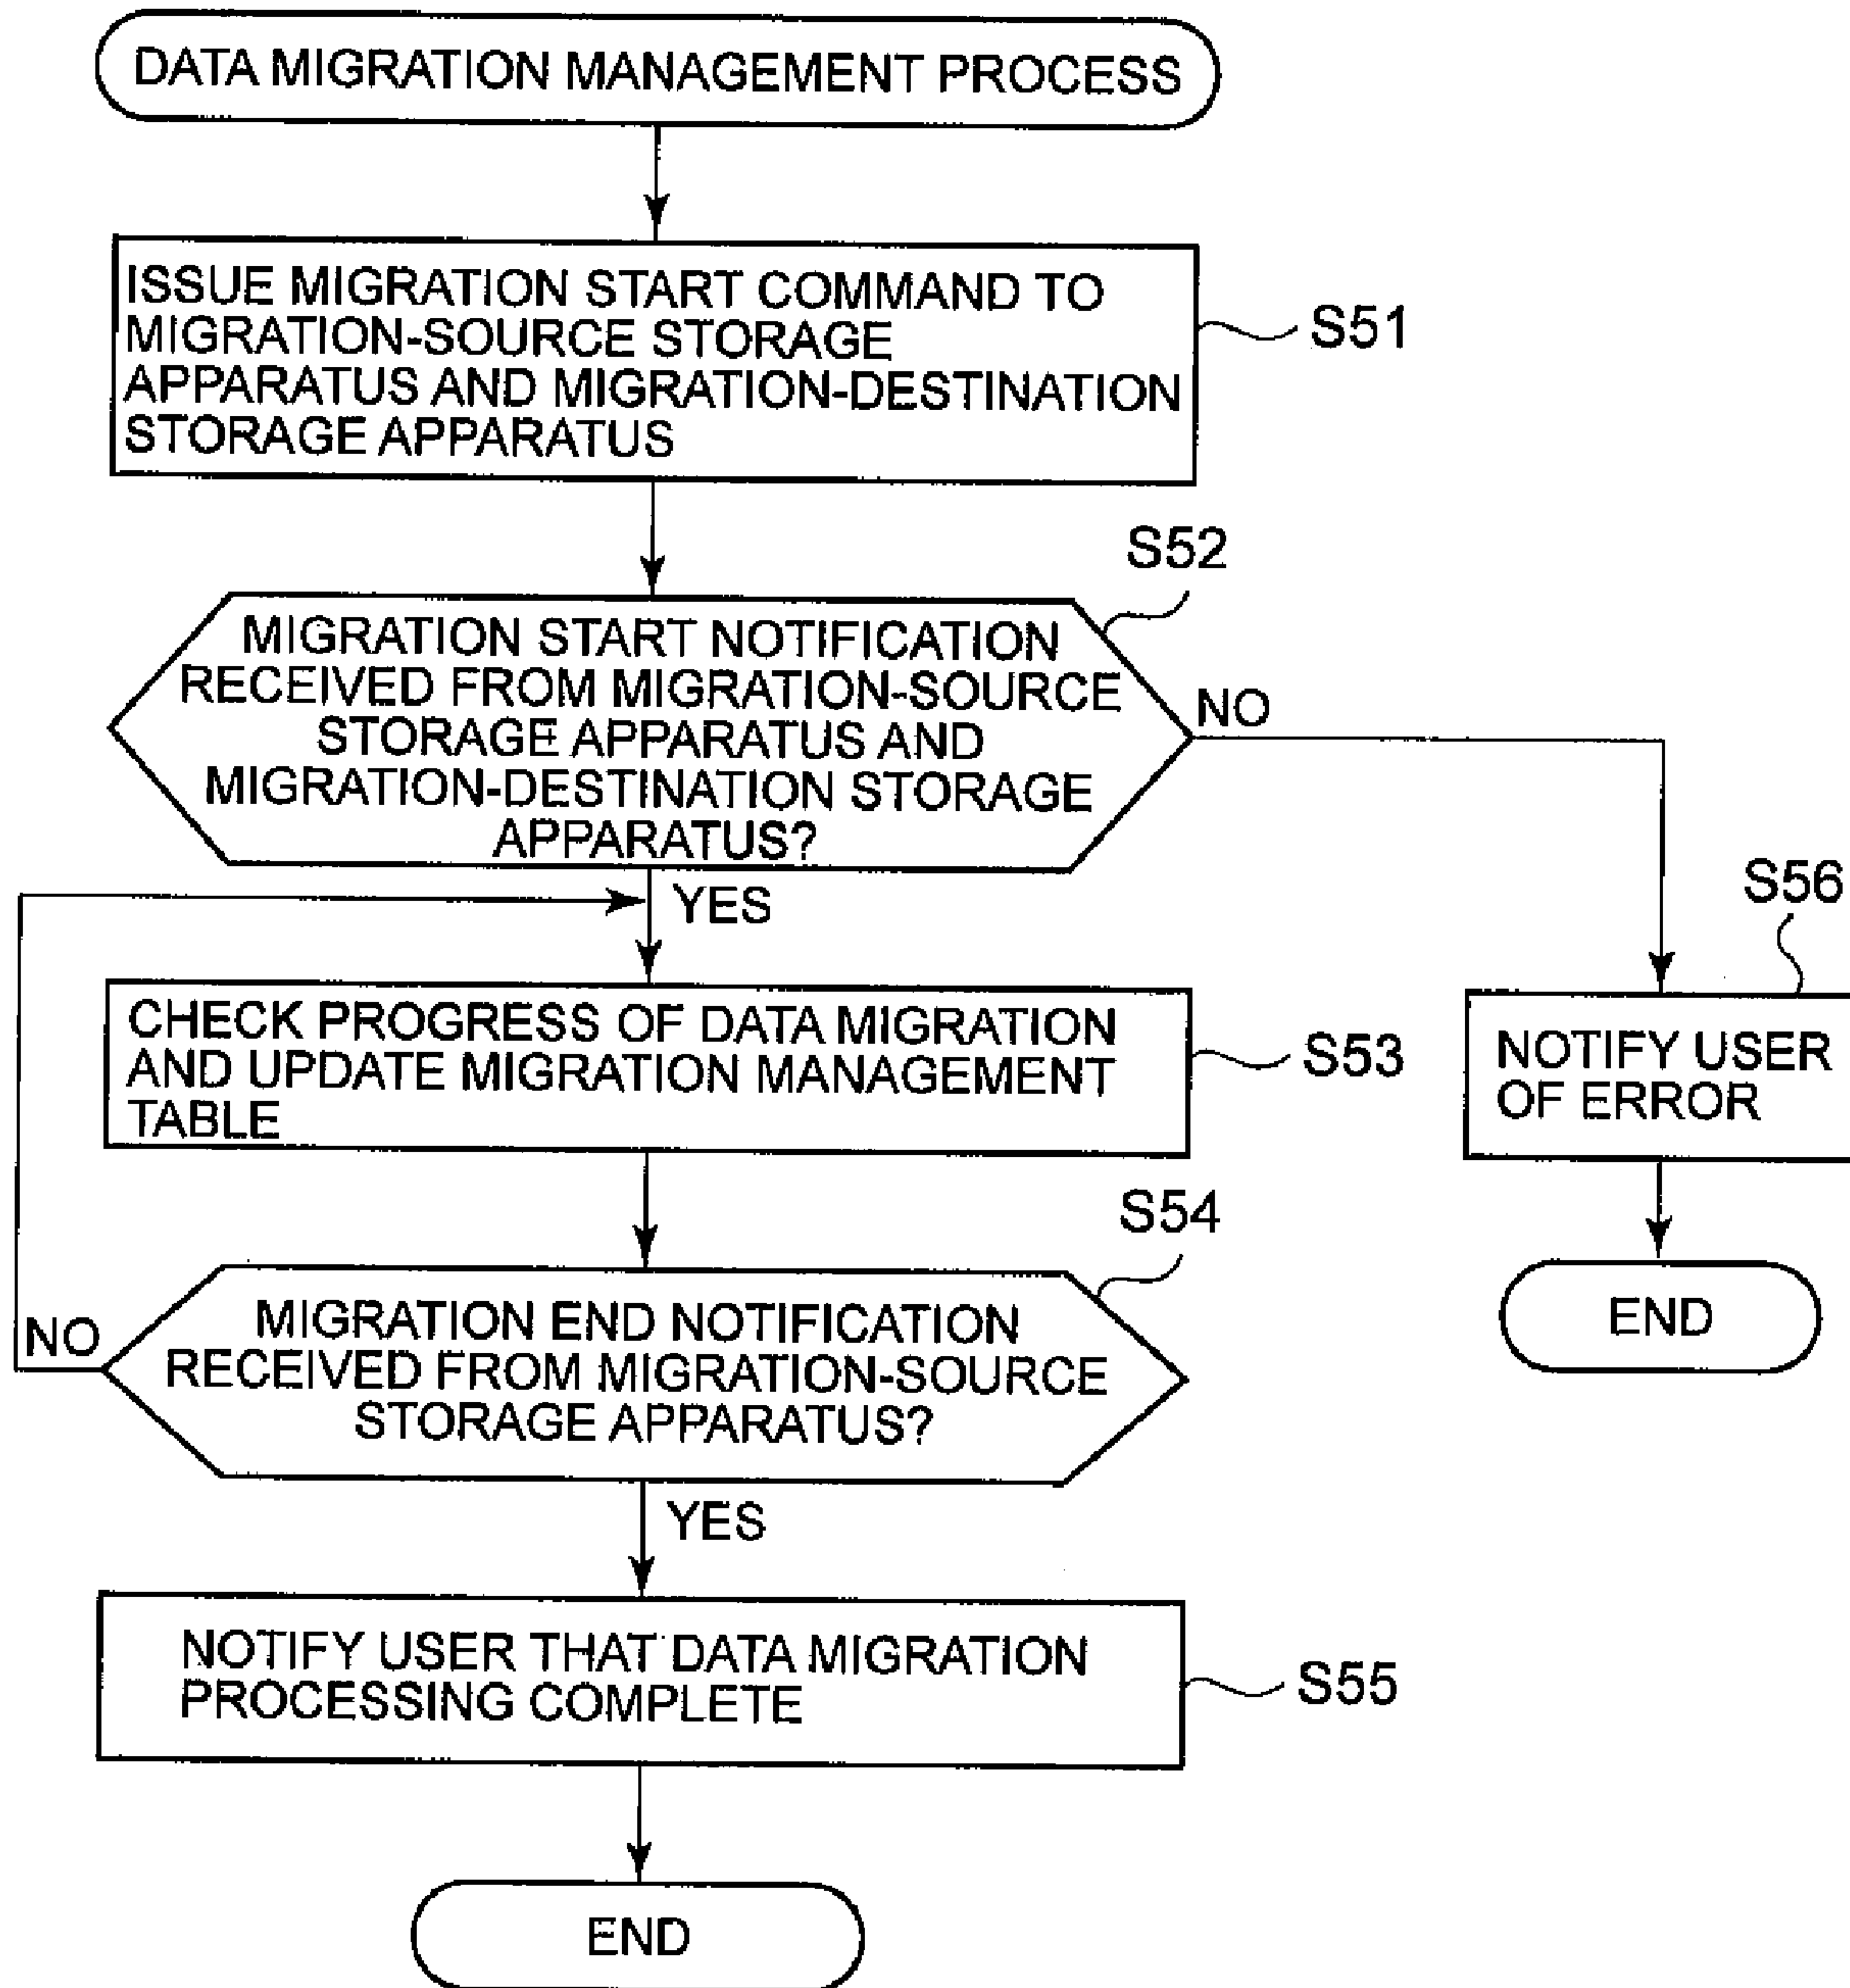 DATA MIGRATION MANAGEMENT PROCESS
ISSUE MIGRATION START COMMAND TO
MIGRATION-SOURCE STORAGE
APPARATUS AND MIGRATION-DESTINATION
STORAGE APPARATUS
S51
S52
MIGRATION START NOTIFICATION
RECEIVED FROM MIGRATION-SOURCE
STORAGE APPARATUS AND
MIGRATION-DESTINATION STORAGE
APPARATUS?
NO
YES
S56
NOTIFY USER
OF ERROR
END
CHECK PROGRESS OF DATA MIGRATION
AND UPDATE MIGRATION MANAGEMENT
TABLE
S53
S54
MIGRATION END NOTIFICATION
RECEIVED FROM MIGRATION-SOURCE
STORAGE APPARATUS?
NO
YES
NOTIFY USER THAT DATA MIGRATION
PROCESSING COMPLETE
S55
END